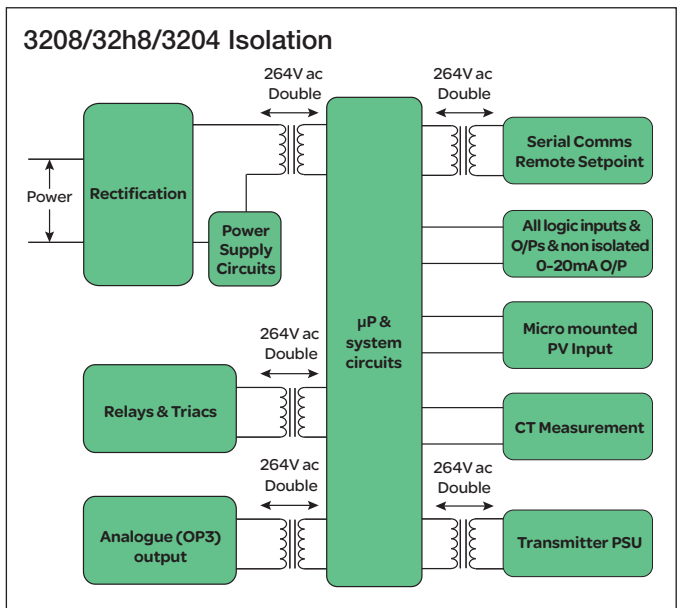 3208/32h8/3204 Isolation
264V ac
Double
264V ac
Double
Power
Rectification
Power
Supply
Circuits
µP &
system
circuits
Serial Comms
Remote Setpoint
All logic inputs &
O/Ps & non isolated
0-20mA O/P
Micro mounted
PV Input
264V ac
Double
Relays & Triacs
CT Measurement
264V ac
Double
264V ac
Double
Analogue (OP3)
output
Transmitter PSU